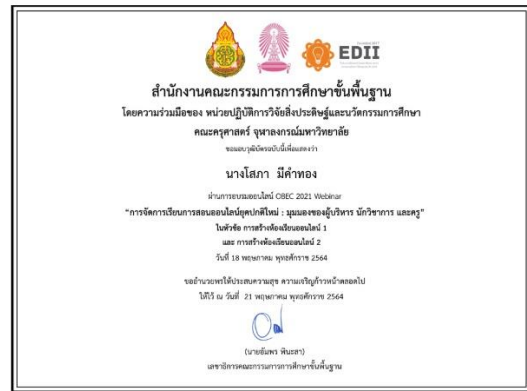 EDII
สำนักงานคณะกรรมการการศึกษาขั้นพื้นฐาน
โดยความร่วมมือของ หน่วยปฏิบัติการวิจัยสิ่งประดิษฐ์และนวัตกรรมการศึกษา
คณะครุศาสตร์ จุฬาลงกรณ์มหาวิทยาลัย
ขอมอบวุฒิบัตรฉบับนี้เพื่อแสดงว่า
นางโสภา มีคำทอง
ผ่านการอบรมออนไลน์ OBEC 2021 Webinar
"การจัดการเรียนการสอนออนไลน์ยุคปกติใหม่ : มุมมองของผู้บริหาร นักวิชาการ และครู"
ในหัวข้อ การสร้างห้องเรียนออนไลน์ 1
และ การสร้างห้องเรียนออนไลน์ 2
วันที่ 18 พฤษภาคม พุทธศักราช 2564
ขออำนวยพรให้ประสบความสุข ความเจริญก้าวหน้าตลอดไป
ให้ไว้ ณ วันที่ 21 พฤษภาคม พุทธศักราช 2564
(นายอัมพร พินะสา)
เลขาธิการคณะกรรมการการศึกษาขั้นพื้นฐาน